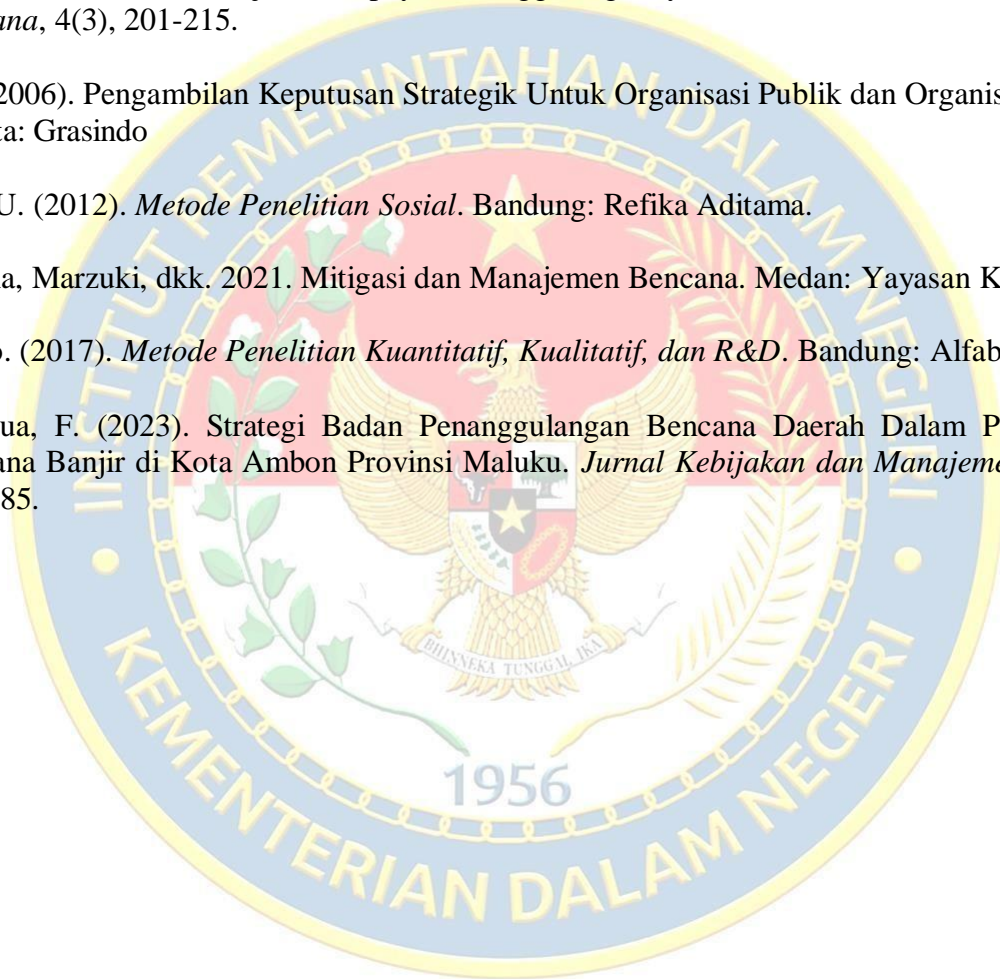 ana, 4(3), 201-215.
2006). Pengambilan Keputusan Strategik Untuk Organisasi Publik dan Organis
ta: Grasindo
U. (2012). Metode Penelitian Sosial. Bandung: Refika Aditama.
a, Marzuki, dkk. 2021. Mitigasi dan Manajemen Bencana. Medan: Yayasan K
o. (2017). Metode Penelitian Kuantitatif, Kualitatif, dan R&D. Bandung: Alfab
ua, F. (2023). Strategi Badan Penanggulangan Bencana Daerah Dalam P
ana Banjir di Kota Ambon Provinsi Maluku. Jurnal Kebijakan dan Manajeme
85.
INSTITUT PEMERINTAHAN DALAM NEGERI
BHINNEKA TUNGGAL IKA
1956
KEMENTERIAN DALAM NEGERI